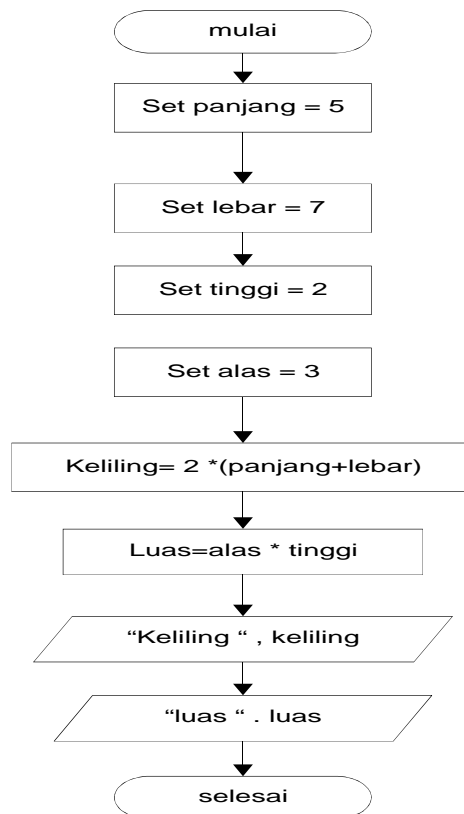 mulai
Set panjang = 5
Set lebar = 7
Set tinggi = 2
Set alas = 3
Keliling= 2 *(panjang+lebar)
Luas=alas * tinggi
“Keliling “ , keliling
“luas “ . luas
selesai